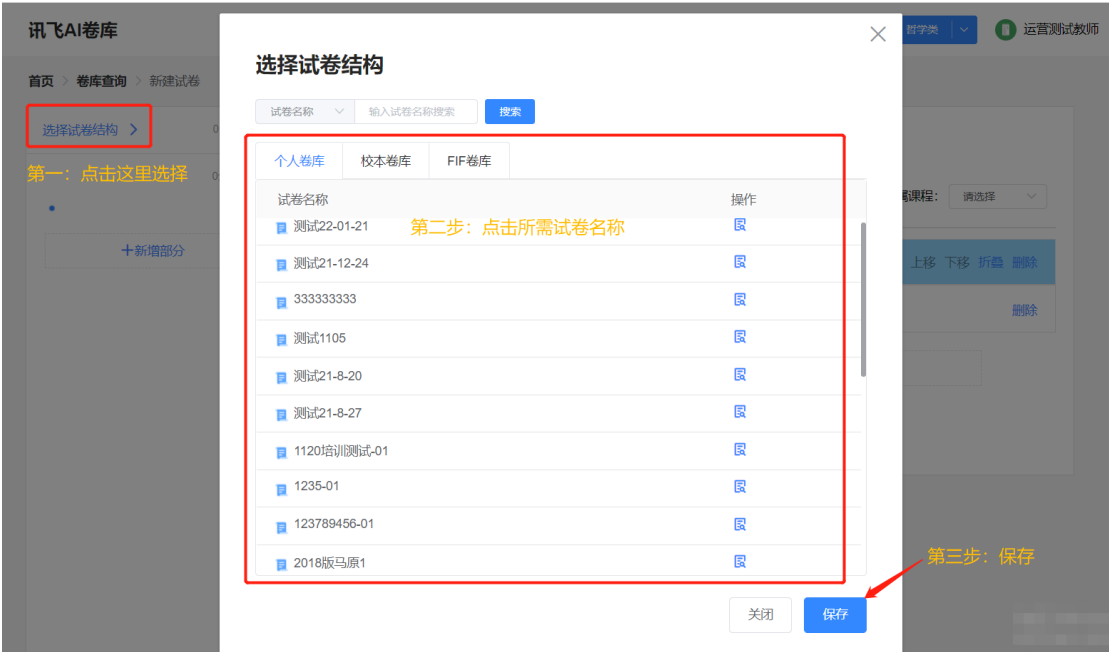 讯飞AI卷库
哲学类
运营测试教师
首页 > 卷库查询 > 新建试卷
选择试卷结构
第一：点击这里选择
+新增部分
选择试卷结构
试卷名称
输入试卷名称搜索
搜索
个人卷库 校本卷库 FIF卷库
试卷名称 操作
测试22-01-21
第二步：点击所需试卷名称
测试21-12-24
333333333
测试1105
测试21-8-20
测试21-8-27
1120培训测试-01
1235-01
123789456-01
2018版马原1
关闭 保存
第三步：保存
属课程： 请选择
上移 下移 折叠 删除
删除